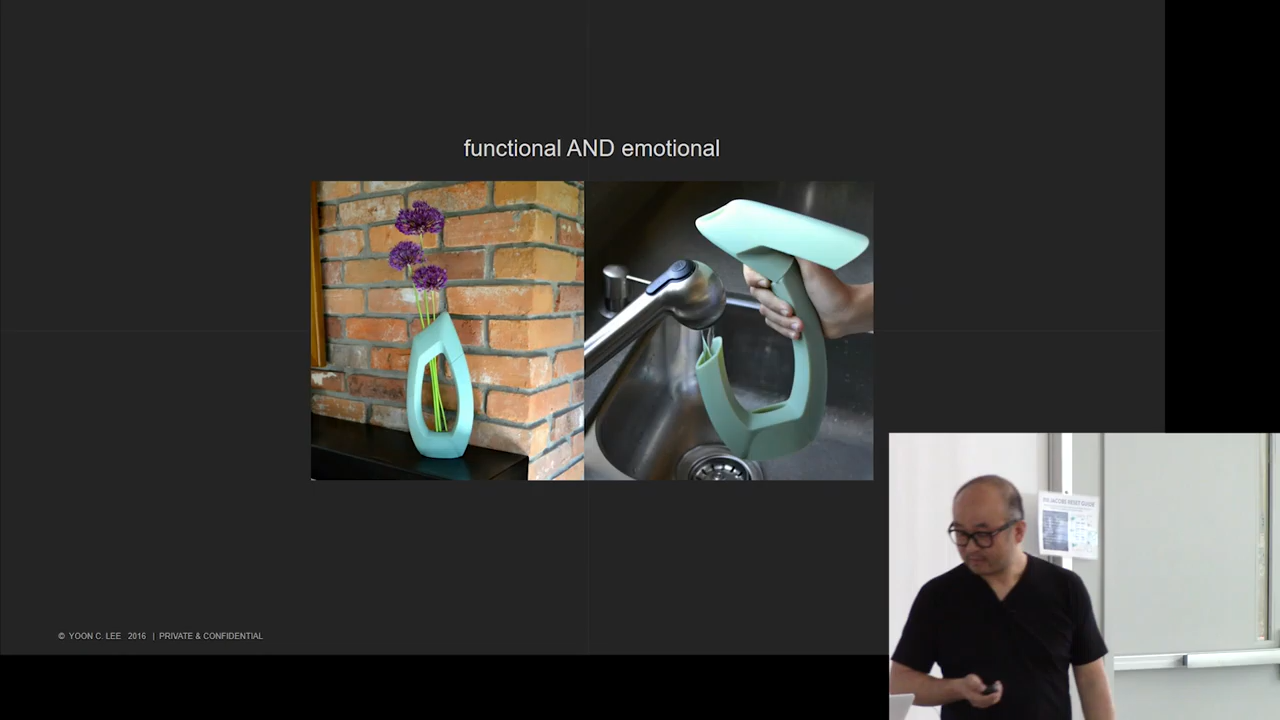 functional AND emotional
© YOON C. LEE 2016 | PRIVATE & CONFIDENTIAL